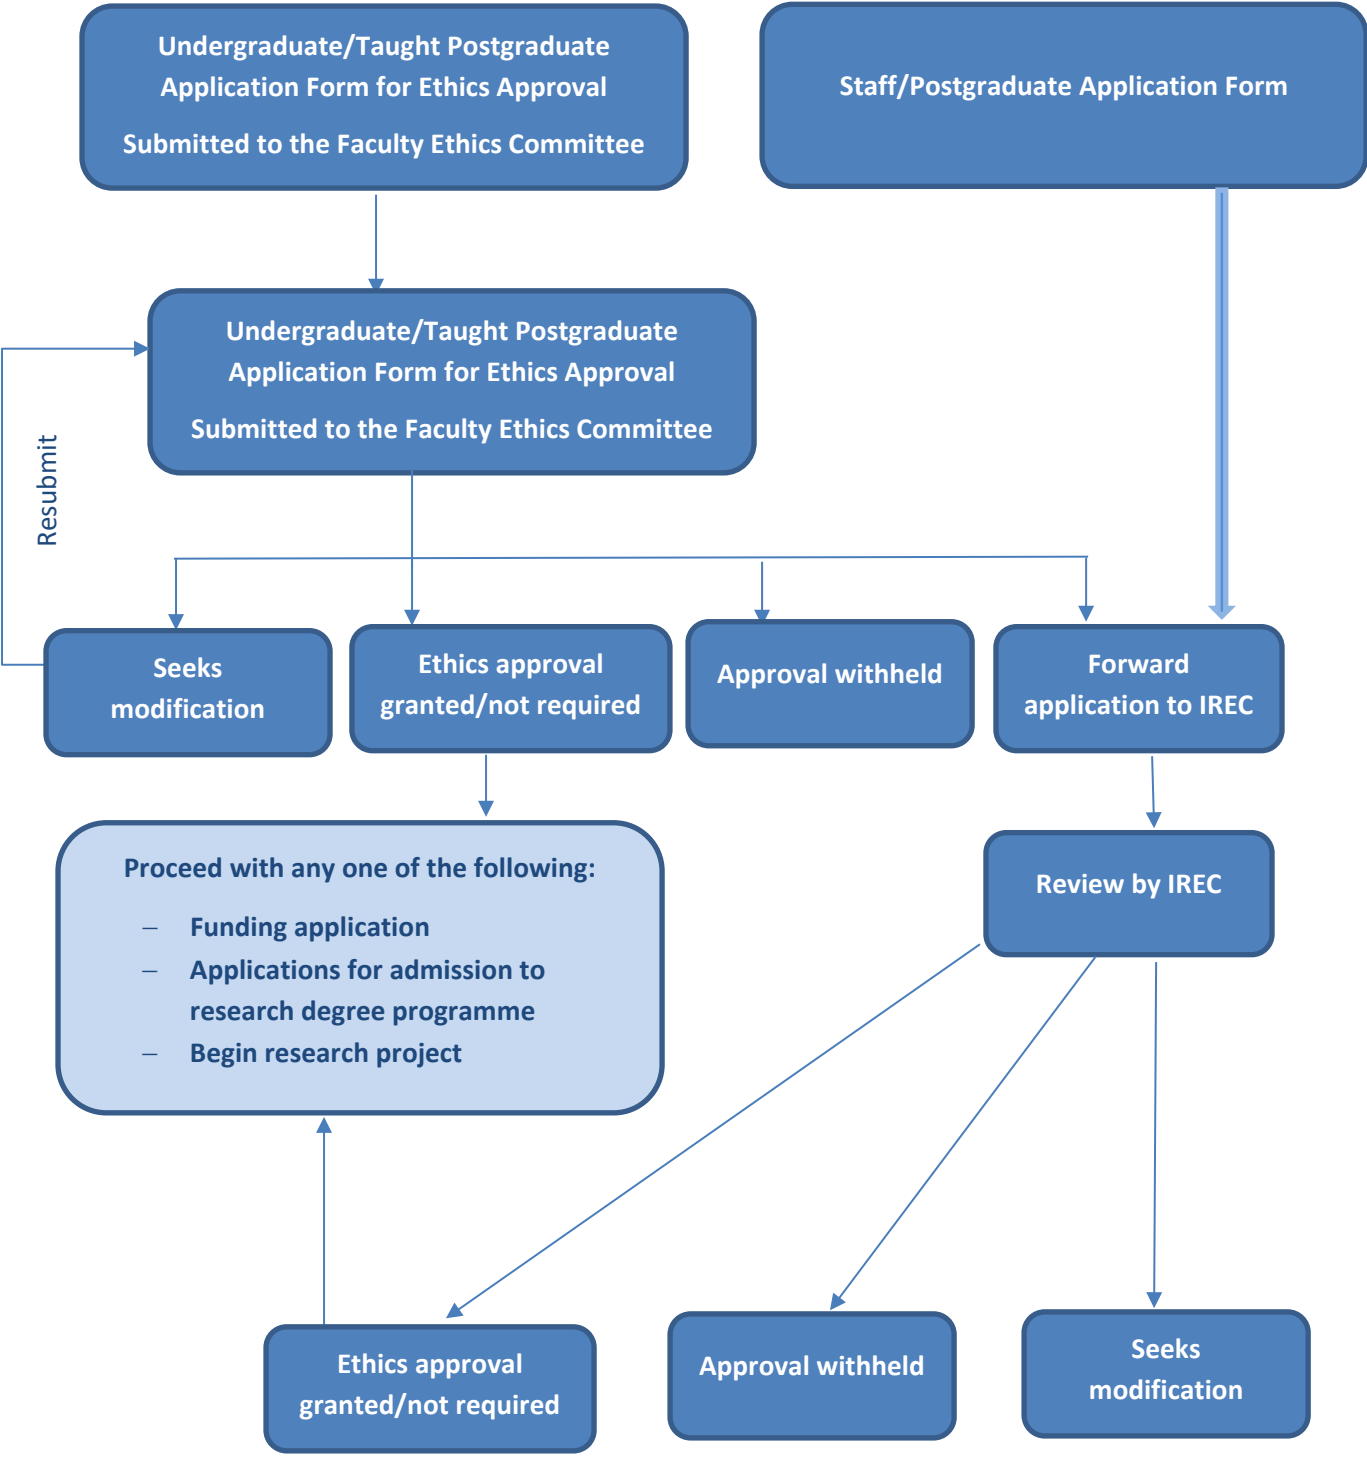 Undergraduate/Taught Postgraduate
Application Form for Ethics Approval
Submitted to the Faculty Ethics Committee
Staff/Postgraduate Application Form
Undergraduate/Taught Postgraduate
Application Form for Ethics Approval
Submitted to the Faculty Ethics Committee
Resubmit
Seeks
modification
Ethics approval
granted/not required
Approval withheld
Forward
application to IREC
Proceed with any one of the following:
– Funding application
– Applications for admission to
research degree programme
– Begin research project
Review by IREC
Ethics approval
granted/not required
Approval withheld
Seeks
modification